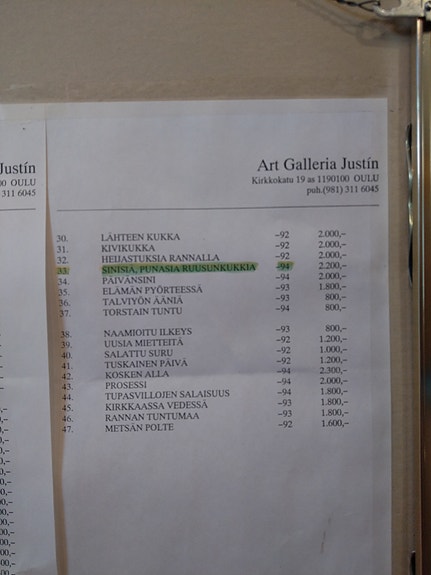 Justín
00 OULU
311 6045
Art Galleria Justín
Kirkkokatu 19 as 1190100 OULU
puh.(981) 311 6045
30. LÄHTEEN KUKKA –92 2.000,–
31. KIVIKUKKA –92 2.000,–
32. HEIJASTUKSIA RANNALLA –92 2.000,–
33. SINISIÄ, PUNASIA RUUSUNKUKKIA –94 2.200,–
34. PÄIVÄNSINI –94 2.000,–
35. ELÄMÄN PYÖRTEESSÄ –93 1.800,–
36. TALVIYÖN ÄÄNIÄ –93 800,–
37. TORSTAIN TUNTU –94 800,–
38. NAAMIOITU ILKEYS –93 800,–
39. UUSIA MIETTEITÄ –92 1.200,–
40. SALATTU SURU –92 1.000,–
41. TUSKAINEN PÄIVÄ –92 1.200,–
42. KOSKEN ALLA –94 2.300,–
43. PROSESSI –94 2.000,–
44. TUPASVILLOJEN SALAISUUS –94 1.800,–
45. KIRKKAASSA VEDESSÄ –93 1.800,–
46. RANNAN TUNTUMAA –93 1.800,–
47. METSÄN POLTE –92 1.600,–